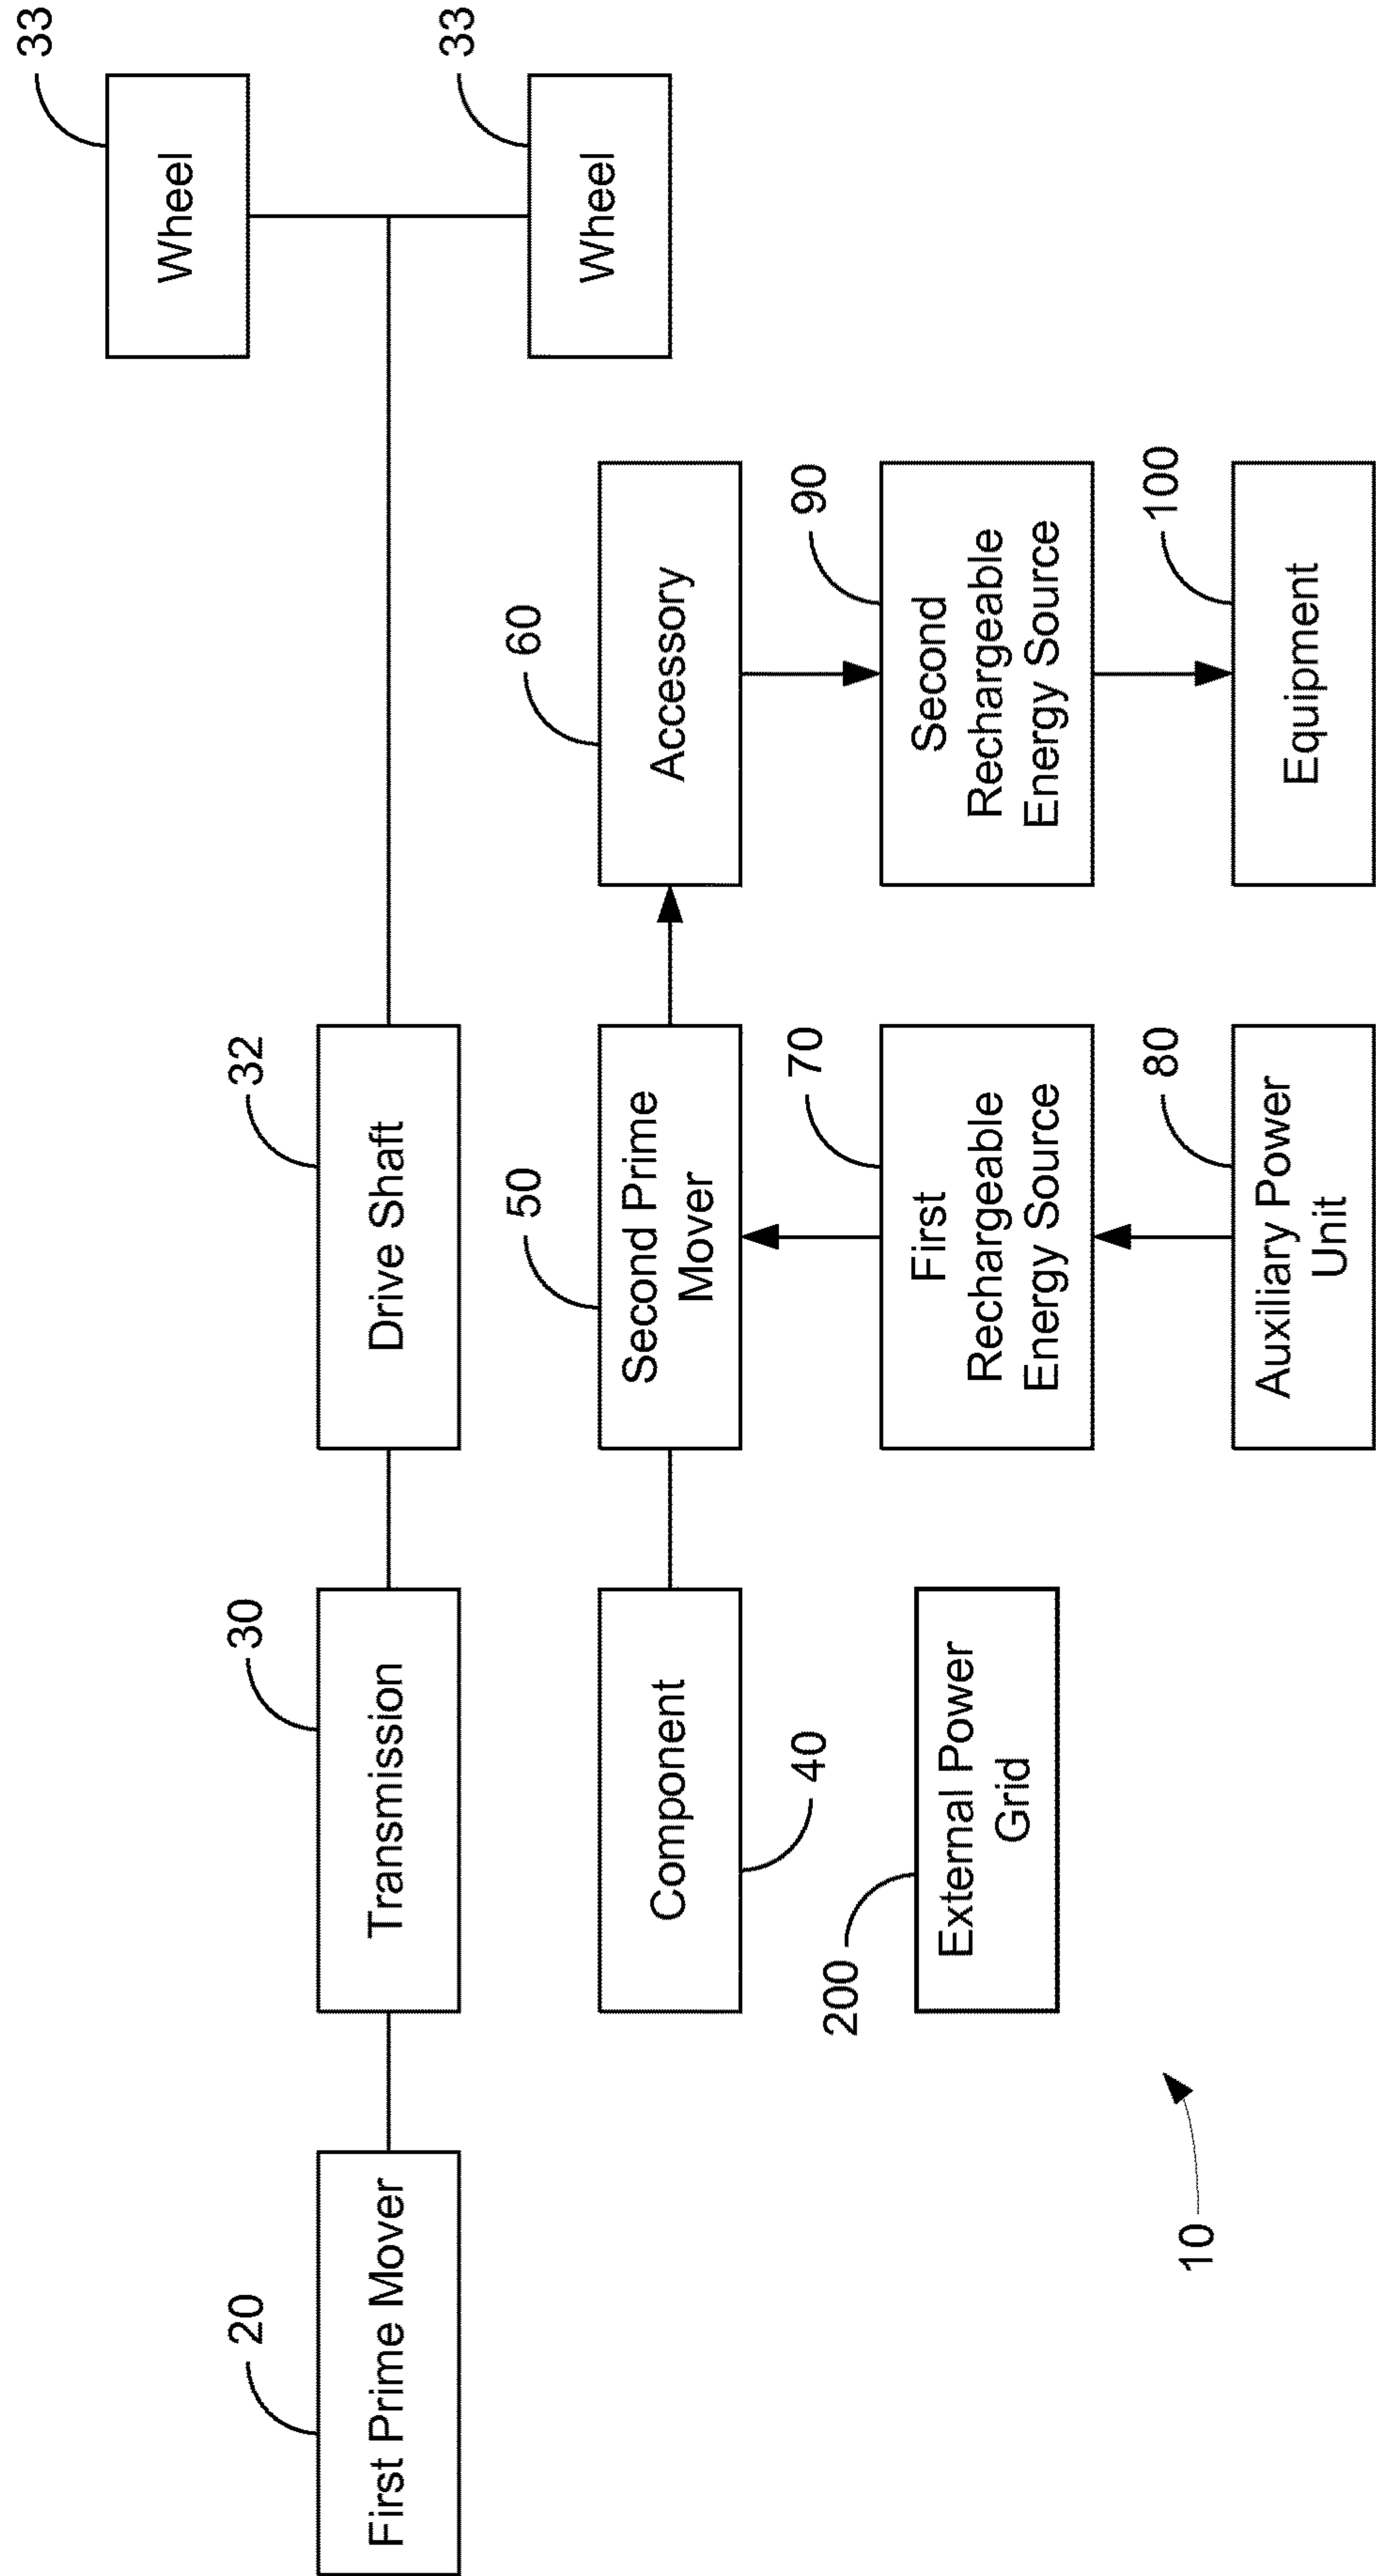 33
Wheel
33
Wheel
20
First Prime Mover
30
Transmission
32
Drive Shaft
40
Component
50
Second Prime
Mover
60
Accessory
200
External Power
Grid
70
First
Rechargeable
Energy Source
90
Second
Rechargeable
Energy Source
10
80
Auxiliary Power
Unit
100
Equipment